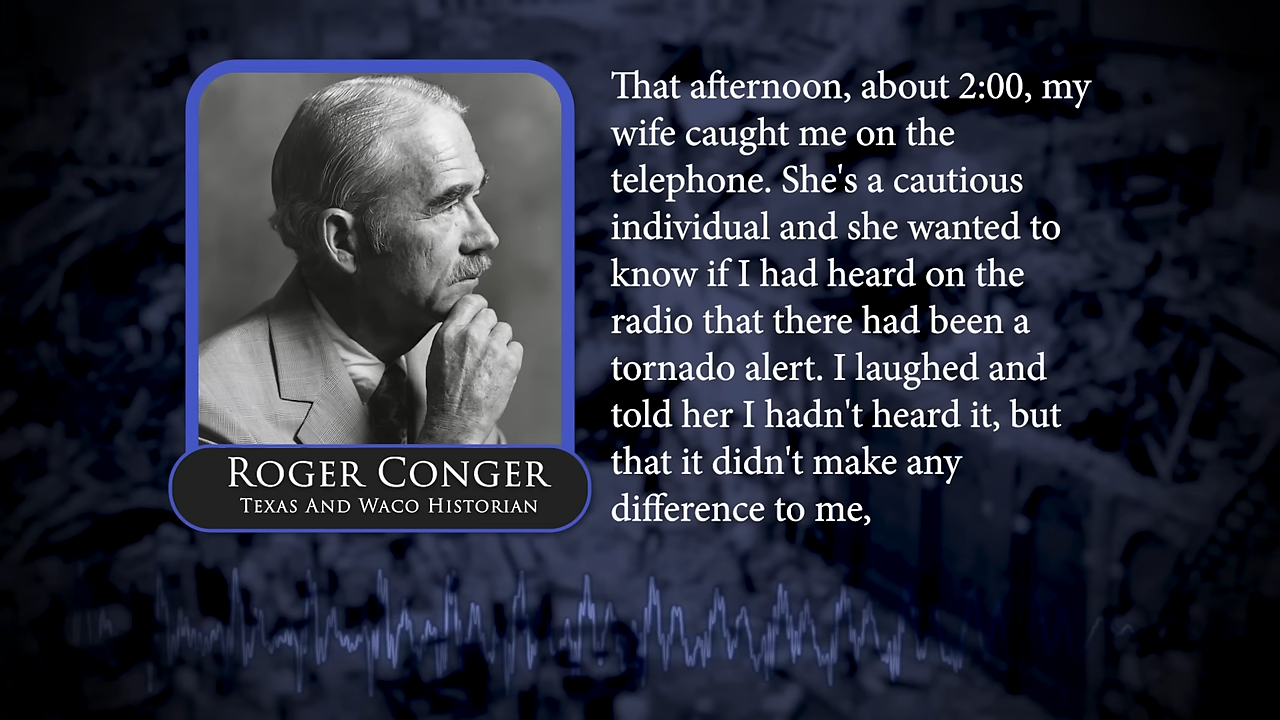 That afternoon, about 2:00, my
wife caught me on the
telephone. She's a cautious
individual and she wanted to
know if I had heard on the
radio that there had been a
tornado alert. I laughed and
told her I hadn't heard it, but
that it didn't make any
difference to me,
Roger Conger
Texas And Waco Historian